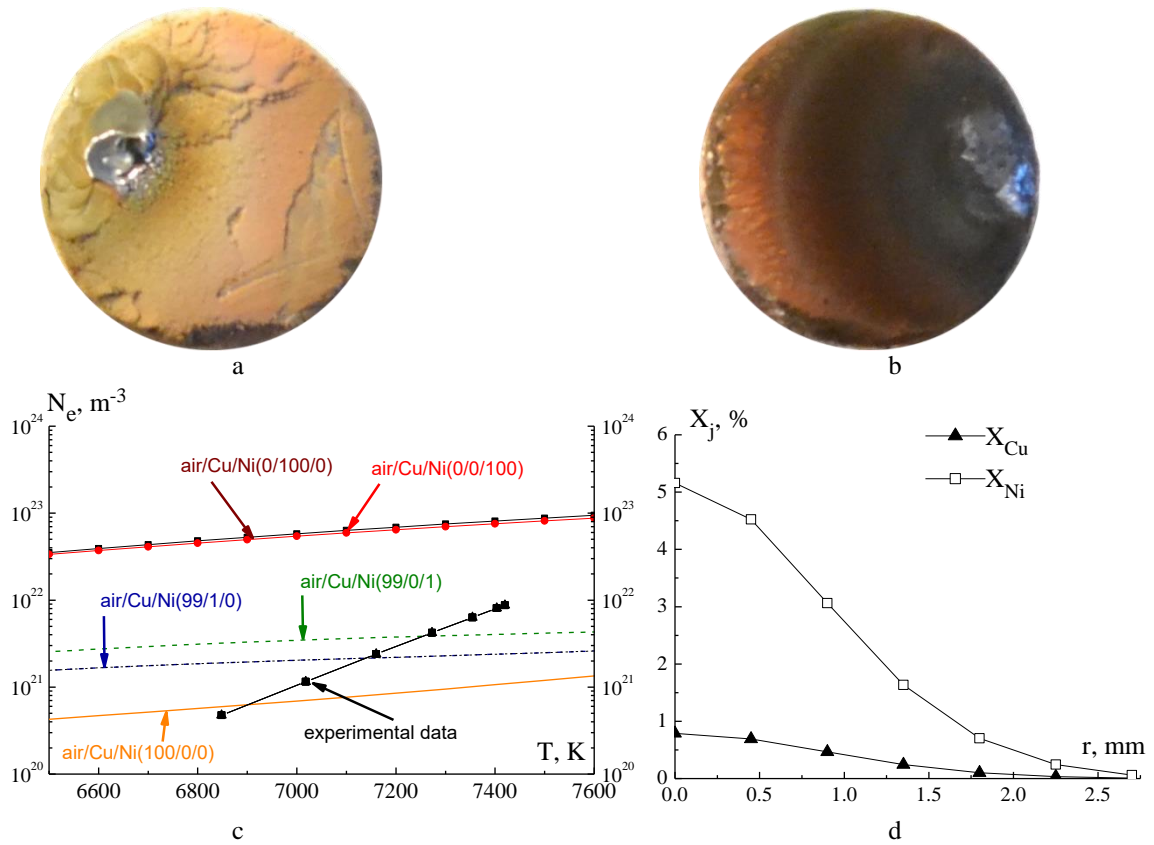 a
b
N_e, m^-3
10^24
10^23
10^22
10^21
10^20
air/Cu/Ni(0/100/0)
air/Cu/Ni(0/0/100)
air/Cu/Ni(99/1/0)
air/Cu/Ni(99/0/1)
air/Cu/Ni(100/0/0)
experimental data
T, K
6600 6800 7000 7200 7400 7600
10^24
10^23
10^22
10^21
10^20
c
X_j, %
X_Cu
X_Ni
6
5
4
3
2
1
0
r, mm
0.0 0.5 1.0 1.5 2.0 2.5
d